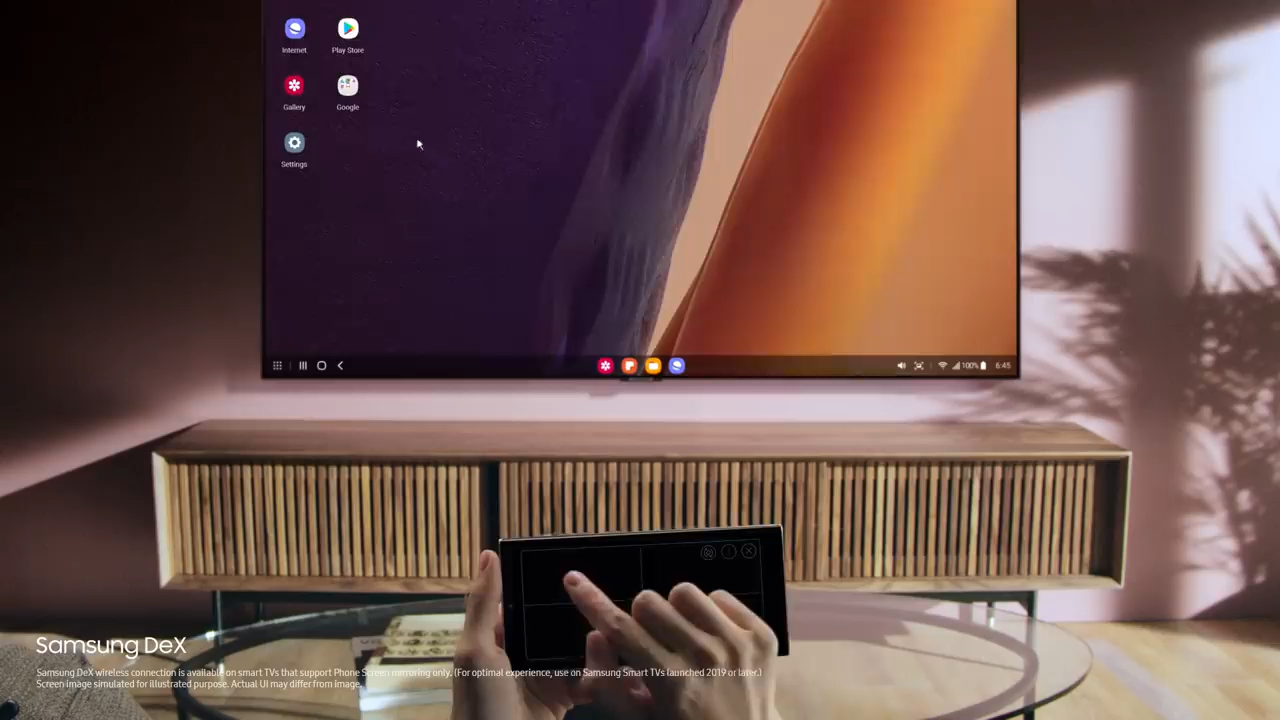 Internet
Play Store
Gallery
Google
Settings
100%
6:45
Samsung DeX
Samsung DeX wireless connection is available on smart TVs that support Phone Screen mirroring only. (For optimal experience, use on Samsung Smart TVs launched 2019 or later.)
Screen image simulated for illustrated purpose. Actual UI may differ from image.